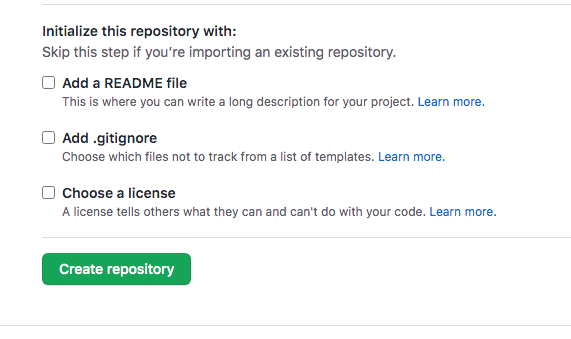 Initialize this repository with:
Skip this step if you’re importing an existing repository.
Add a README file
This is where you can write a long description for your project. Learn more.
Add .gitignore
Choose which files not to track from a list of templates. Learn more.
Choose a license
A license tells others what they can and can't do with your code. Learn more.
Create repository